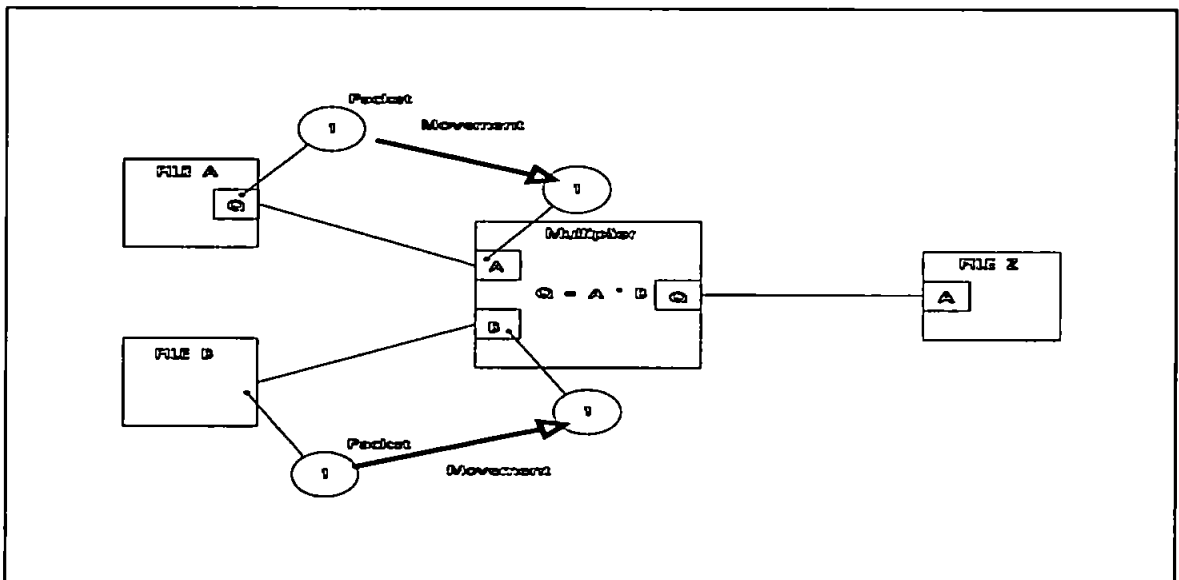 Packet
1
Movement
FILE A
Q
1
Multiplier
A
Q = A * B
Q
FILE Z
A
B
FILE B
1
Packet
1
Movement